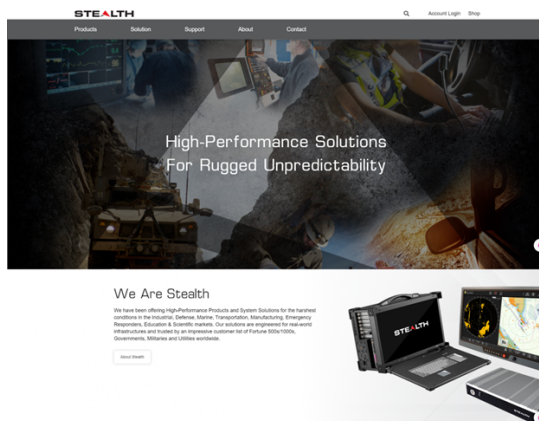 STEALTH
Account Login Shop
Products Solution Support About Contact
High-Performance Solutions
For Rugged Unpredictability
We Are Stealth
We have been offering High-Performance Products and System Solutions for the harshest
conditions in the Industrial, Defense, Marine, Transportation, Manufacturing, Emergency
Responders, Education & Scientific markets. Our solutions are engineered for real-world
infrastructures and trusted by an impressive customer list of Fortune 500s/1000s,
Governments, Militaries and Utilities worldwide.
About Stealth
STEALTH
STEALTH